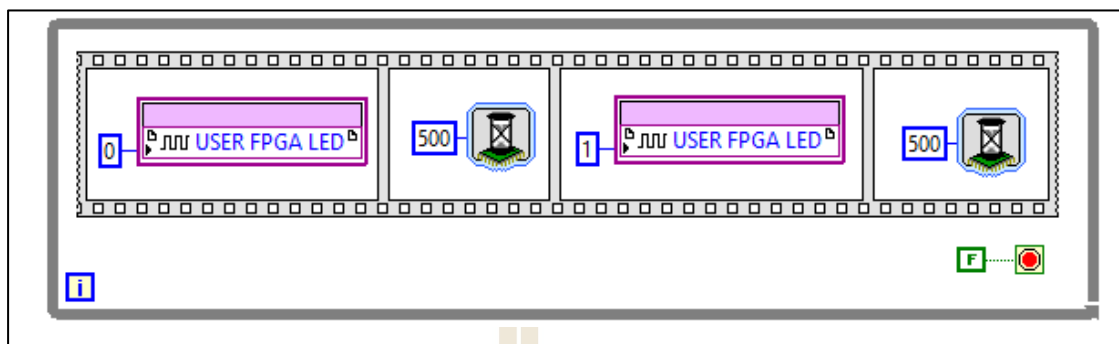 0
USER FPGA LED
500
1
USER FPGA LED
500
F
i